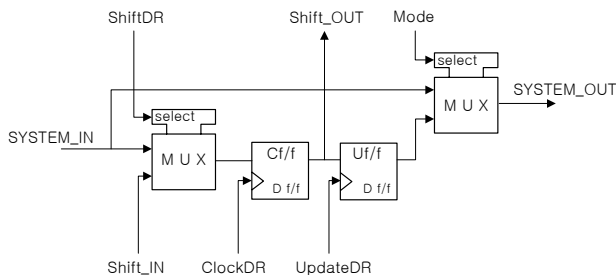 ShiftDR
Shift_OUT
Mode
select
SYSTEM_OUT
M U X
select
SYSTEM_IN
M U X
Cf/f
D f/f
Uf/f
D f/f
Shift_IN
ClockDR
UpdateDR